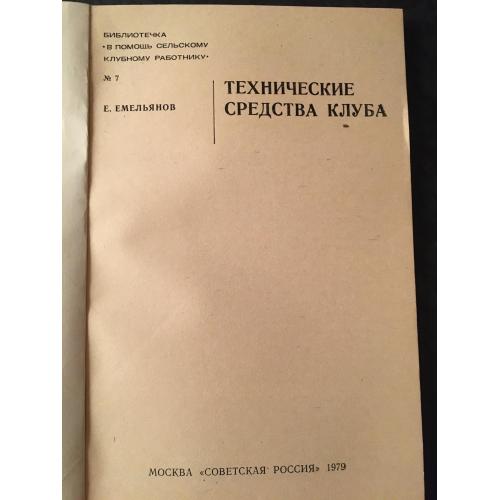 БИБЛИОТЕЧКА
«В ПОМОЩЬ СЕЛЬСКОМУ
КЛУБНОМУ РАБОТНИКУ»
№ 7
Е. ЕМЕЛЬЯНОВ
ТЕХНИЧЕСКИЕ
СРЕДСТВА КЛУБА
МОСКВА «СОВЕТСКАЯ РОССИЯ» 1979